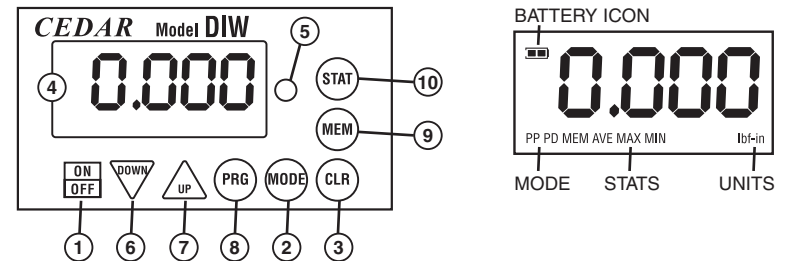 CEDAR Model DIW
5
4
0.000
STAT
10
MEM
9
ON
OFF
DOWN
UP
PRG
MODE
CLR
1
6
7
8
2
3
BATTERY ICON
0.000
PP PD MEM AVE MAX MIN lbf-in
MODE STATS UNITS